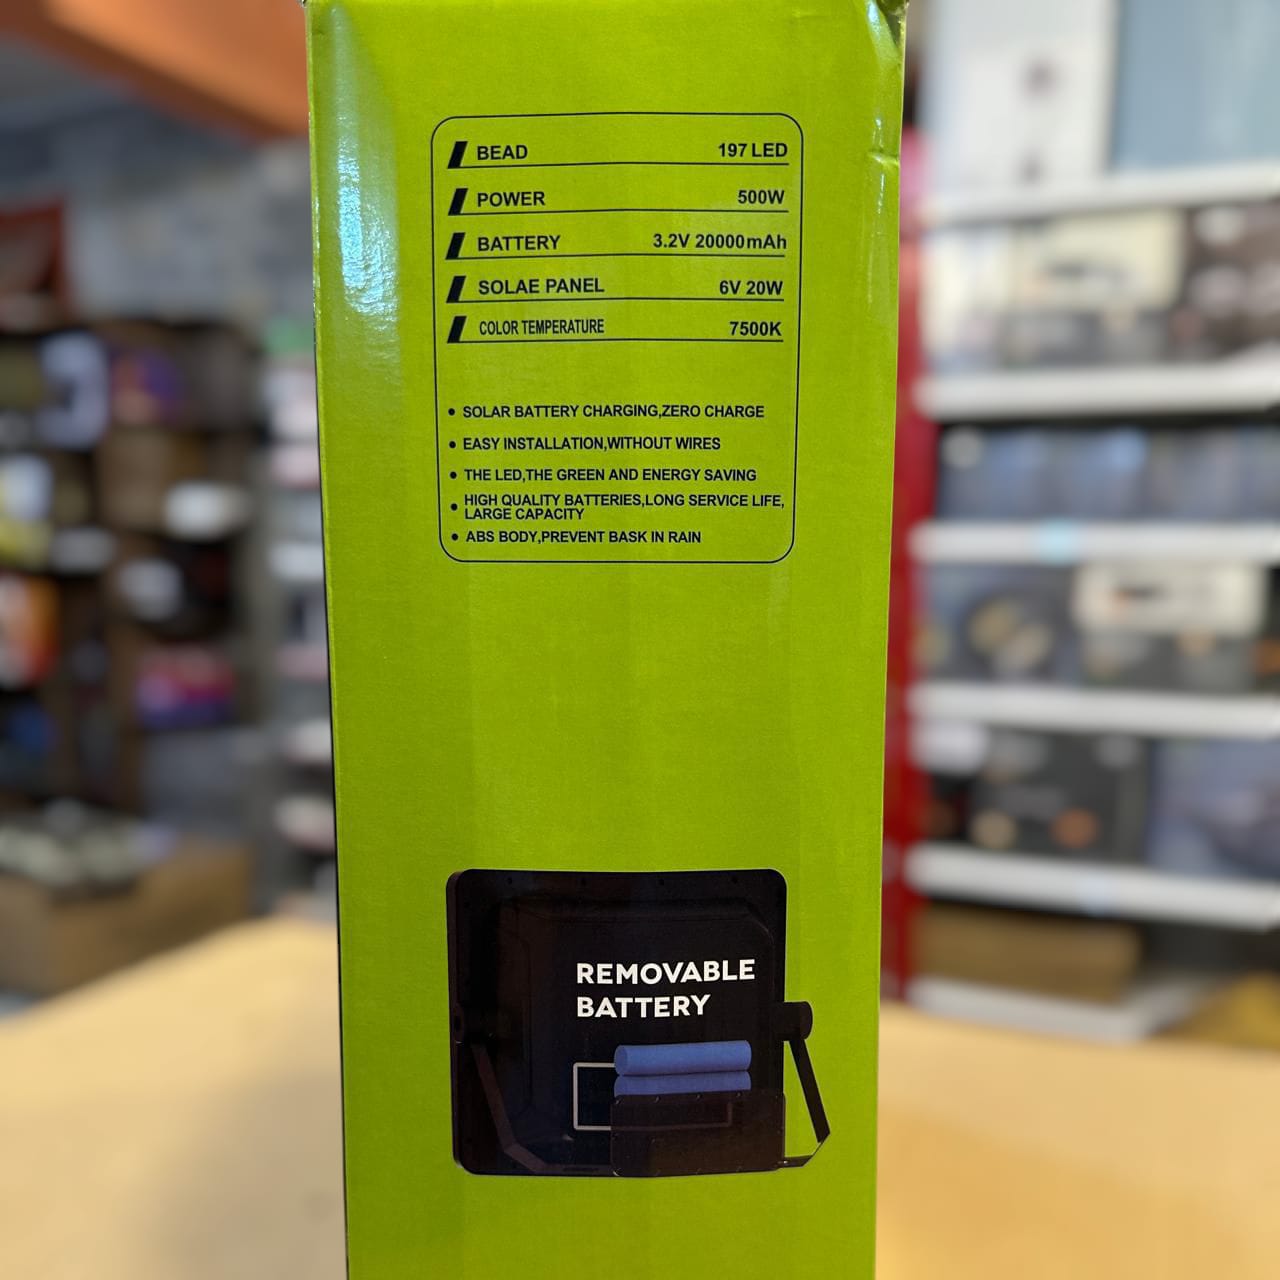 BEAD 197 LED
POWER 500W
BATTERY 3.2V 20000mAh
SOLAE PANEL 6V 20W
COLOR TEMPERATURE 7500K
• SOLAR BATTERY CHARGING,ZERO CHARGE
• EASY INSTALLATION,WITHOUT WIRES
• THE LED,THE GREEN AND ENERGY SAVING
• HIGH QUALITY BATTERIES,LONG SERVICE LIFE,
LARGE CAPACITY
• ABS BODY,PREVENT BASK IN RAIN
REMOVABLE
BATTERY